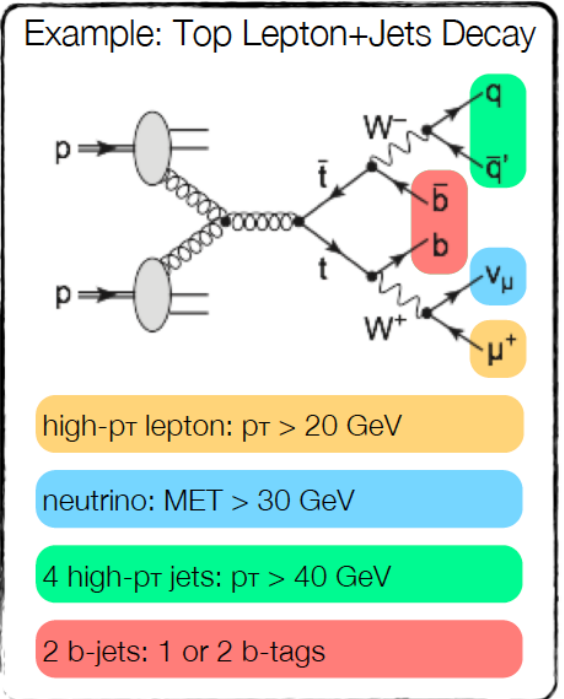 Example: Top Lepton+Jets Decay
p
p
t̄
t
W⁻
W⁺
q
q̄'
b̄
b
νμ
μ⁺
high-pT lepton: pT > 20 GeV
neutrino: MET > 30 GeV
4 high-pT jets: pT > 40 GeV
2 b-jets: 1 or 2 b-tags